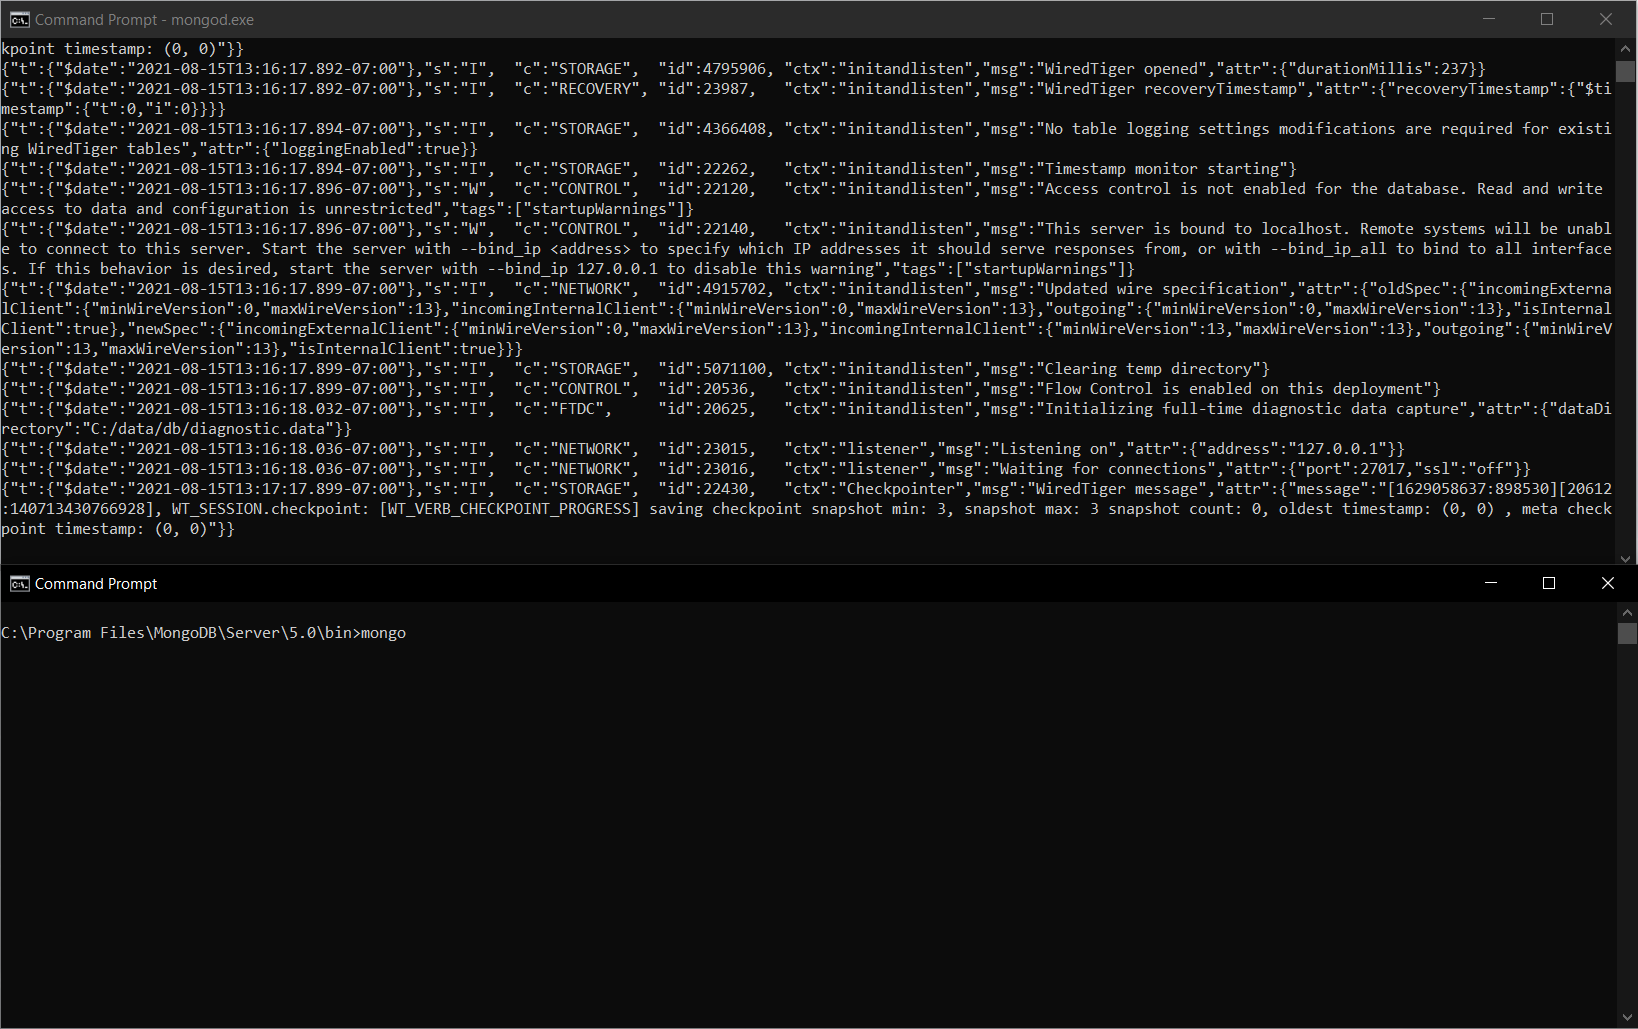 Command Prompt - mongod.exe
kpoint timestamp: (0, 0)"}}
{"t":{"$date":"2021-08-15T13:16:17.892-07:00"},"s":"I",  "c":"STORAGE",  "id":4795906, "ctx":"initandlisten","msg":"WiredTiger opened","attr":{"durationMillis":237}}
{"t":{"$date":"2021-08-15T13:16:17.892-07:00"},"s":"I",  "c":"RECOVERY", "id":23987,   "ctx":"initandlisten","msg":"WiredTiger recoveryTimestamp","attr":{"recoveryTimestamp":{"$ti
mestamp":{"t":0,"i":0}}}}
{"t":{"$date":"2021-08-15T13:16:17.894-07:00"},"s":"I",  "c":"STORAGE",  "id":4366408, "ctx":"initandlisten","msg":"No table logging settings modifications are required for existi
ng WiredTiger tables","attr":{"loggingEnabled":true}}
{"t":{"$date":"2021-08-15T13:16:17.894-07:00"},"s":"I",  "c":"STORAGE",  "id":22262,   "ctx":"initandlisten","msg":"Timestamp monitor starting"}
{"t":{"$date":"2021-08-15T13:16:17.896-07:00"},"s":"W",  "c":"CONTROL",  "id":22120,   "ctx":"initandlisten","msg":"Access control is not enabled for the database. Read and write
access to data and configuration is unrestricted","tags":["startupWarnings"]}
{"t":{"$date":"2021-08-15T13:16:17.896-07:00"},"s":"W",  "c":"CONTROL",  "id":22140,   "ctx":"initandlisten","msg":"This server is bound to localhost. Remote systems will be unabl
e to connect to this server. Start the server with --bind_ip <address> to specify which IP addresses it should serve responses from, or with --bind_ip_all to bind to all interface
s. If this behavior is desired, start the server with --bind_ip 127.0.0.1 to disable this warning","tags":["startupWarnings"]}
{"t":{"$date":"2021-08-15T13:16:17.899-07:00"},"s":"I",  "c":"NETWORK",  "id":4915702, "ctx":"initandlisten","msg":"Updated wire specification","attr":{"oldSpec":{"incomingExterna
lClient":{"minWireVersion":0,"maxWireVersion":13},"incomingInternalClient":{"minWireVersion":0,"maxWireVersion":13},"outgoing":{"minWireVersion":0,"maxWireVersion":13},"isInternal
Client":true},"newSpec":{"incomingExternalClient":{"minWireVersion":0,"maxWireVersion":13},"incomingInternalClient":{"minWireVersion":13,"maxWireVersion":13},"outgoing":{"minWireV
ersion":13,"maxWireVersion":13},"isInternalClient":true}}}
{"t":{"$date":"2021-08-15T13:16:17.899-07:00"},"s":"I",  "c":"STORAGE",  "id":5071100, "ctx":"initandlisten","msg":"Clearing temp directory"}
{"t":{"$date":"2021-08-15T13:16:17.899-07:00"},"s":"I",  "c":"CONTROL",  "id":20536,   "ctx":"initandlisten","msg":"Flow Control is enabled on this deployment"}
{"t":{"$date":"2021-08-15T13:16:18.032-07:00"},"s":"I",  "c":"FTDC",     "id":20625,   "ctx":"initandlisten","msg":"Initializing full-time diagnostic data capture","attr":{"dataDi
rectory":"C:/data/db/diagnostic.data"}}
{"t":{"$date":"2021-08-15T13:16:18.036-07:00"},"s":"I",  "c":"NETWORK",  "id":23015,   "ctx":"listener","msg":"Listening on","attr":{"address":"127.0.0.1"}}
{"t":{"$date":"2021-08-15T13:16:18.036-07:00"},"s":"I",  "c":"NETWORK",  "id":23016,   "ctx":"listener","msg":"Waiting for connections","attr":{"port":27017,"ssl":"off"}}
{"t":{"$date":"2021-08-15T13:17:17.899-07:00"},"s":"I",  "c":"STORAGE",  "id":22430,   "ctx":"Checkpointer","msg":"WiredTiger message","attr":{"message":"[1629058637:898530][20612
:140713430766928], WT_SESSION.checkpoint: [WT_VERB_CHECKPOINT_PROGRESS] saving checkpoint snapshot min: 3, snapshot max: 3 snapshot count: 0, oldest timestamp: (0, 0) , meta check
point timestamp: (0, 0)"}}
Command Prompt
C:\Program Files\MongoDB\Server\5.0\bin>mongo